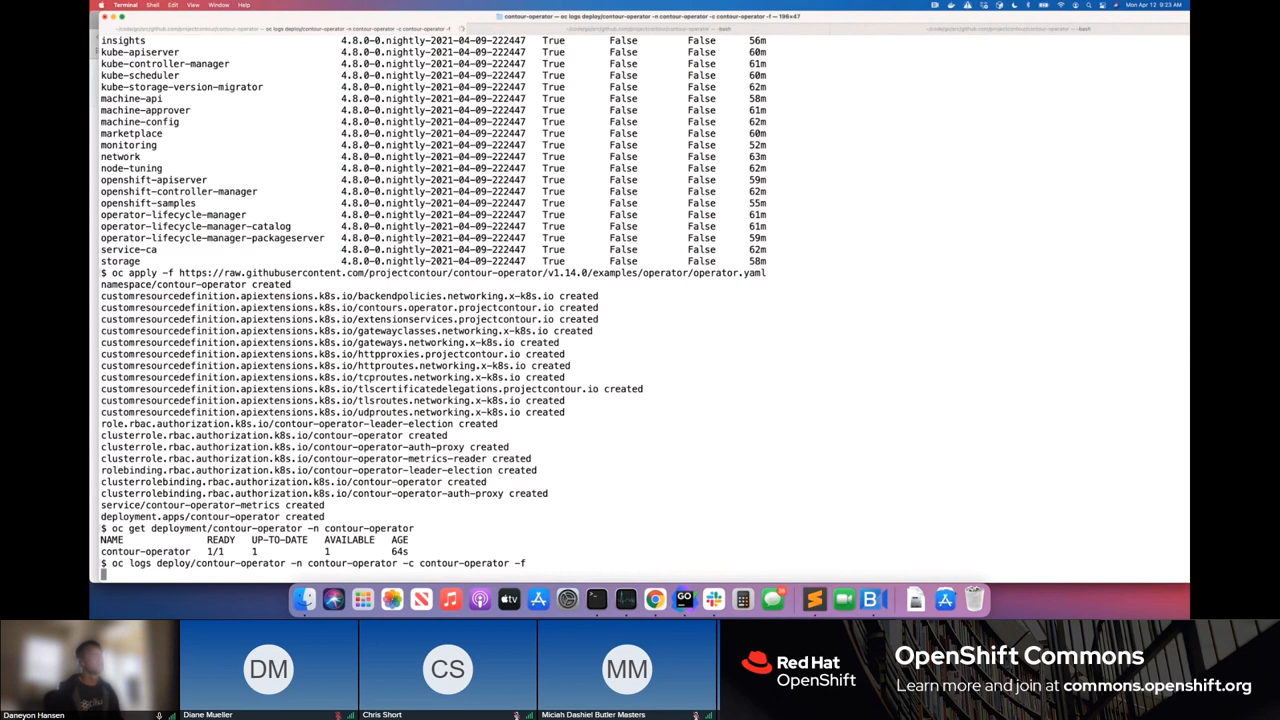 Terminal Shell Edit View Window Help
Mon Apr 12 9:23 AM
contour-operator — oc logs deploy/contour-operator -n contour-operator -c contour-operator -f — 196×47
insights 4.8.0-0.nightly-2021-04-09-222447 True False False 56m
kube-apiserver 4.8.0-0.nightly-2021-04-09-222447 True False False 60m
kube-controller-manager 4.8.0-0.nightly-2021-04-09-222447 True False False 61m
kube-scheduler 4.8.0-0.nightly-2021-04-09-222447 True False False 60m
kube-storage-version-migrator 4.8.0-0.nightly-2021-04-09-222447 True False False 62m
machine-api 4.8.0-0.nightly-2021-04-09-222447 True False False 58m
machine-approver 4.8.0-0.nightly-2021-04-09-222447 True False False 61m
machine-config 4.8.0-0.nightly-2021-04-09-222447 True False False 62m
marketplace 4.8.0-0.nightly-2021-04-09-222447 True False False 60m
monitoring 4.8.0-0.nightly-2021-04-09-222447 True False False 52m
network 4.8.0-0.nightly-2021-04-09-222447 True False False 63m
node-tuning 4.8.0-0.nightly-2021-04-09-222447 True False False 62m
openshift-apiserver 4.8.0-0.nightly-2021-04-09-222447 True False False 59m
openshift-controller-manager 4.8.0-0.nightly-2021-04-09-222447 True False False 62m
openshift-samples 4.8.0-0.nightly-2021-04-09-222447 True False False 55m
operator-lifecycle-manager 4.8.0-0.nightly-2021-04-09-222447 True False False 61m
operator-lifecycle-manager-catalog 4.8.0-0.nightly-2021-04-09-222447 True False False 61m
operator-lifecycle-manager-packageserver 4.8.0-0.nightly-2021-04-09-222447 True False False 59m
service-ca 4.8.0-0.nightly-2021-04-09-222447 True False False 62m
storage 4.8.0-0.nightly-2021-04-09-222447 True False False 58m
$ oc apply -f https://raw.githubusercontent.com/projectcontour/contour-operator/v1.14.0/examples/operator/operator.yaml
namespace/contour-operator created
customresourcedefinition.apiextensions.k8s.io/backendpolicies.networking.x-k8s.io created
customresourcedefinition.apiextensions.k8s.io/contours.operator.projectcontour.io created
customresourcedefinition.apiextensions.k8s.io/extensionservices.projectcontour.io created
customresourcedefinition.apiextensions.k8s.io/gatewayclasses.networking.x-k8s.io created
customresourcedefinition.apiextensions.k8s.io/gateways.networking.x-k8s.io created
customresourcedefinition.apiextensions.k8s.io/httpproxies.projectcontour.io created
customresourcedefinition.apiextensions.k8s.io/httproutes.networking.x-k8s.io created
customresourcedefinition.apiextensions.k8s.io/tcproutes.networking.x-k8s.io created
customresourcedefinition.apiextensions.k8s.io/tlscertificatedelegations.projectcontour.io created
customresourcedefinition.apiextensions.k8s.io/tlsroutes.networking.x-k8s.io created
customresourcedefinition.apiextensions.k8s.io/udproutes.networking.x-k8s.io created
role.rbac.authorization.k8s.io/contour-operator-leader-election created
clusterrole.rbac.authorization.k8s.io/contour-operator created
clusterrole.rbac.authorization.k8s.io/contour-operator-auth-proxy created
clusterrole.rbac.authorization.k8s.io/contour-operator-metrics-reader created
rolebinding.rbac.authorization.k8s.io/contour-operator-leader-election created
clusterrolebinding.rbac.authorization.k8s.io/contour-operator created
clusterrolebinding.rbac.authorization.k8s.io/contour-operator-auth-proxy created
service/contour-operator-metrics created
deployment.apps/contour-operator created
$ oc get deployment/contour-operator -n contour-operator
NAME READY UP-TO-DATE AVAILABLE AGE
contour-operator 1/1 1 1 64s
$ oc logs deploy/contour-operator -n contour-operator -c contour-operator -f
DM
CS
MM
Daneyon Hansen
Diane Mueller
Chris Short
Miciah Dashiel Butler Masters
Red Hat
OpenShift
OpenShift Commons
Learn more and join at commons.openshift.org